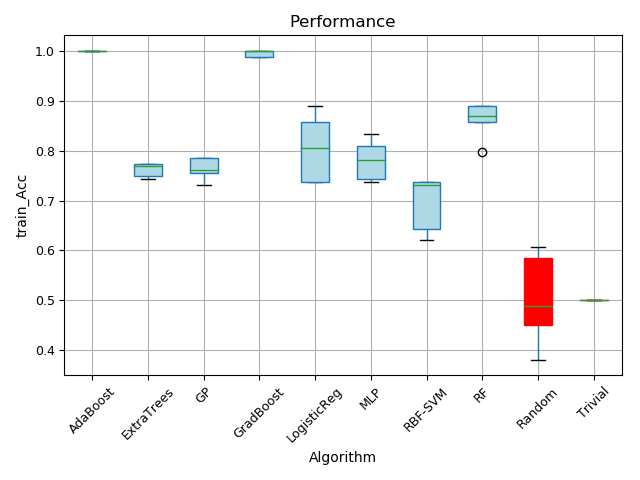 Performance
1.0
0.9
0.8
0.7
0.6
0.5
0.4
train_Acc
AdaBoost
ExtraTrees
GP
GradBoost
LogisticReg
MLP
RBF-SVM
RF
Random
Trivial
Algorithm